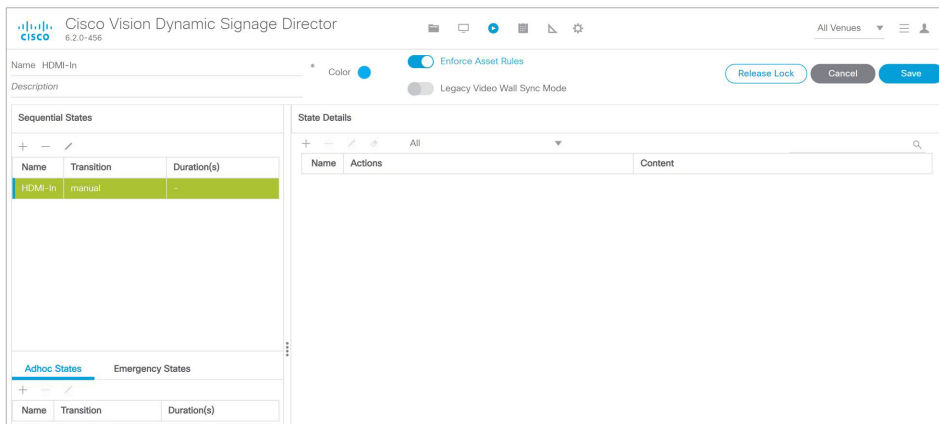 Cisco Vision Dynamic Signage Director
CISCO 6.2.0-456
All Venues
Name HDMI-In
* Color
Enforce Asset Rules
Description
Legacy Video Wall Sync Mode
Release Lock Cancel Save
Sequential States
Name Transition Duration(s)
HDMI-In manual -
State Details
All
Name Actions Content
Adhoc States Emergency States
Name Transition Duration(s)